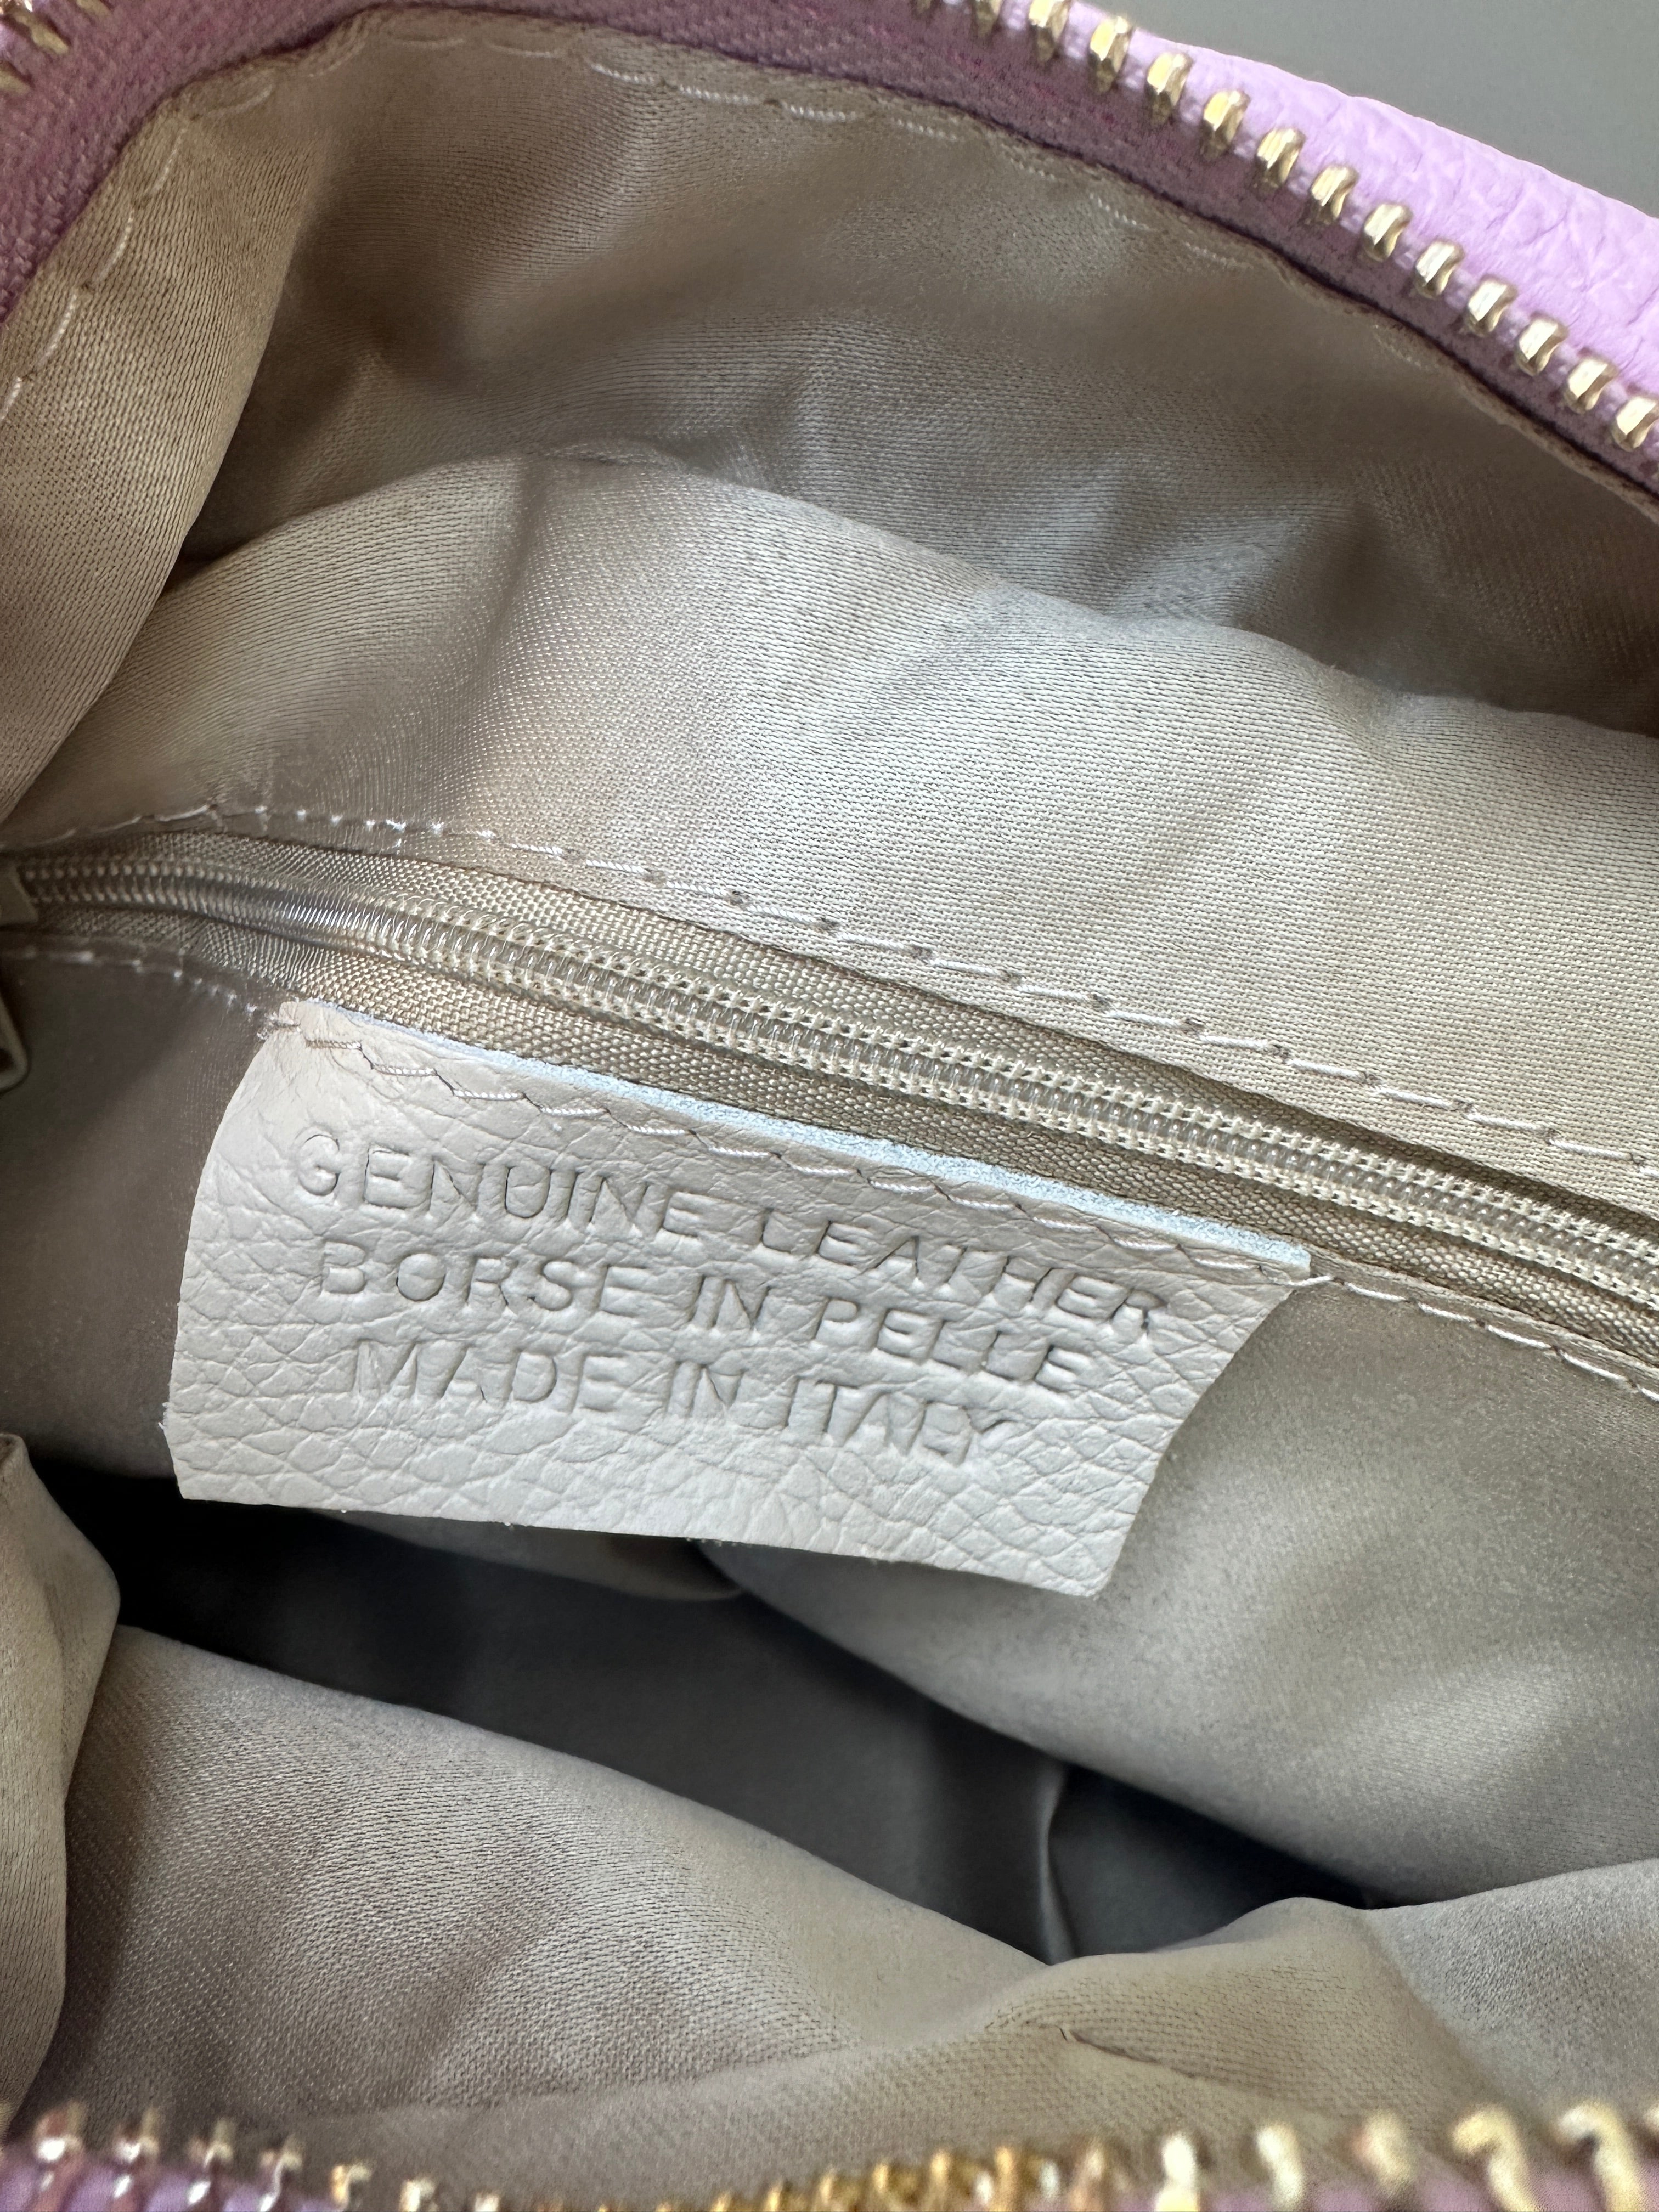 GENUINE LEATHER
BORSE IN PELLE
MADE IN ITALY